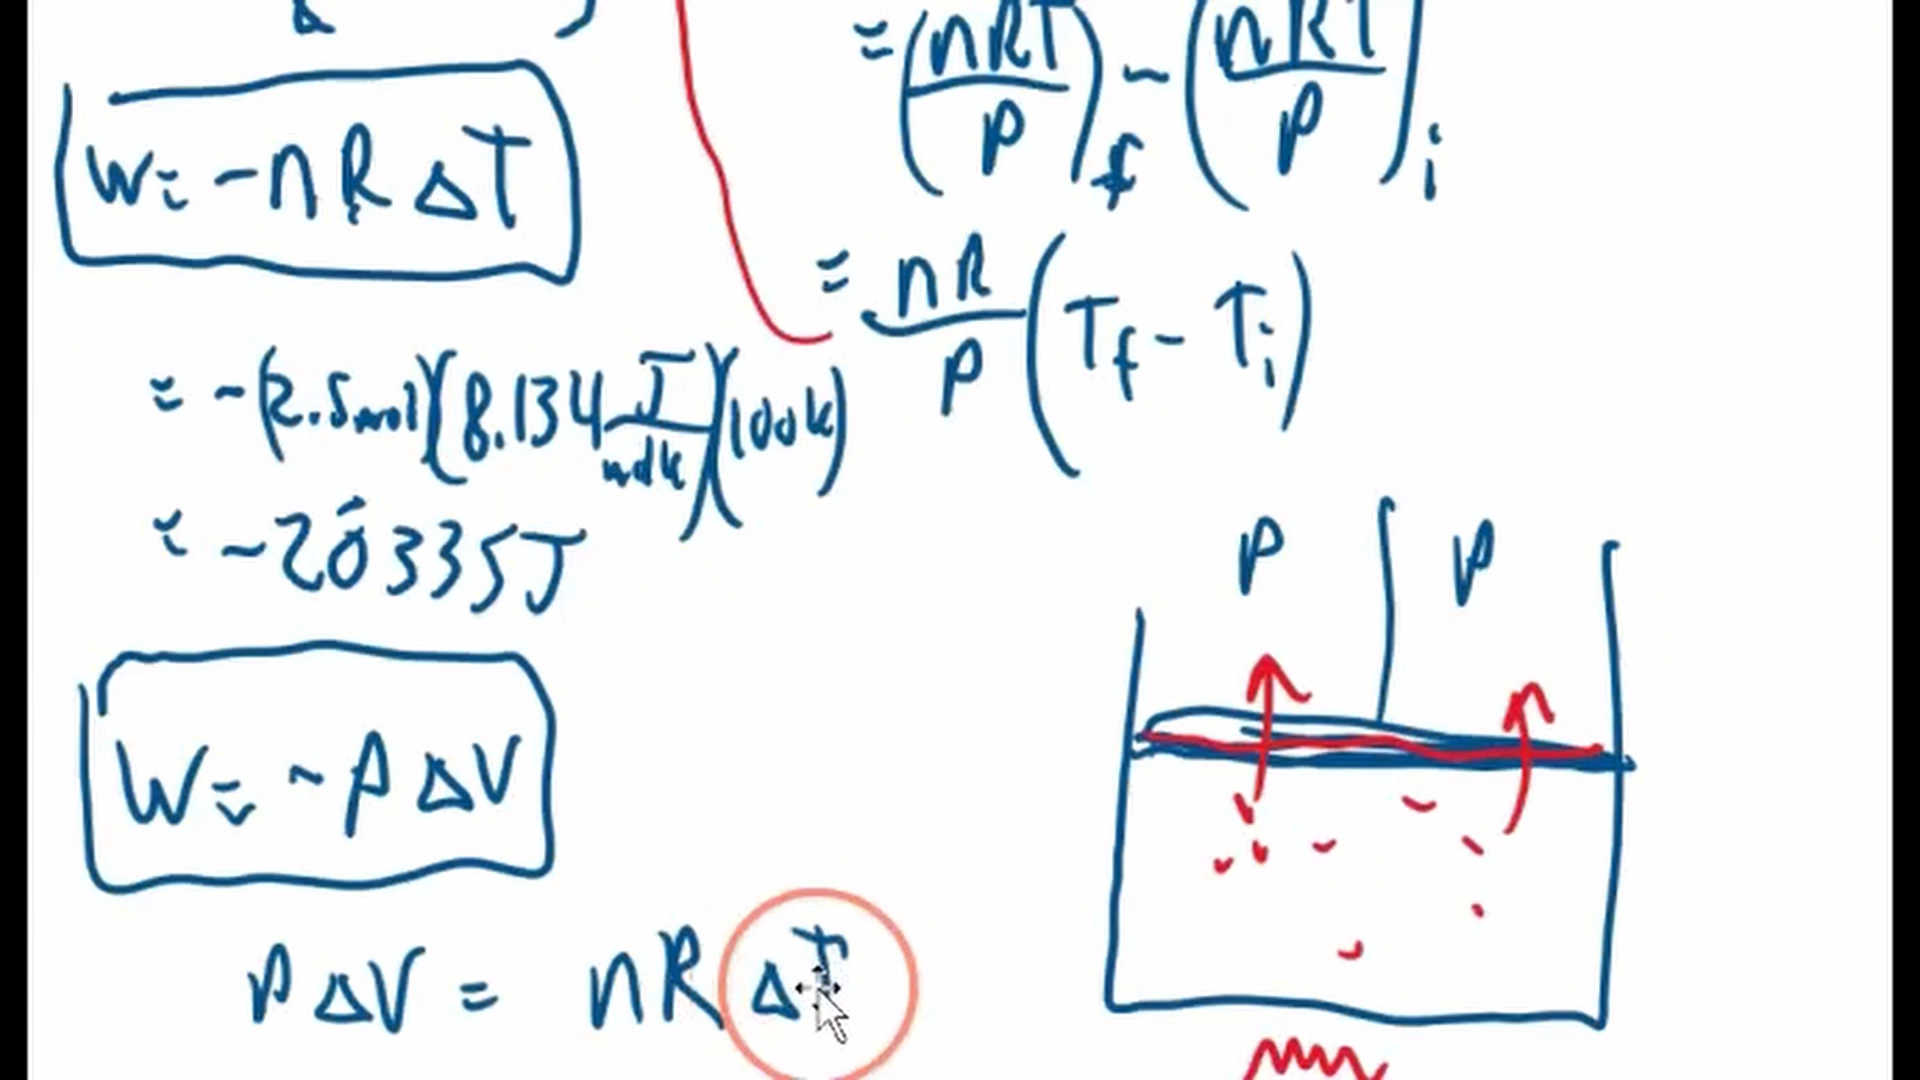 = (nRT/P)f - (nRT/P)i
W = -nRΔT
= nR/P (Tf - Ti)
= -(2.5mol)(8.134 J/molK)(100K)
= -20335J
P P
W = -PΔV
PΔV = nRΔT